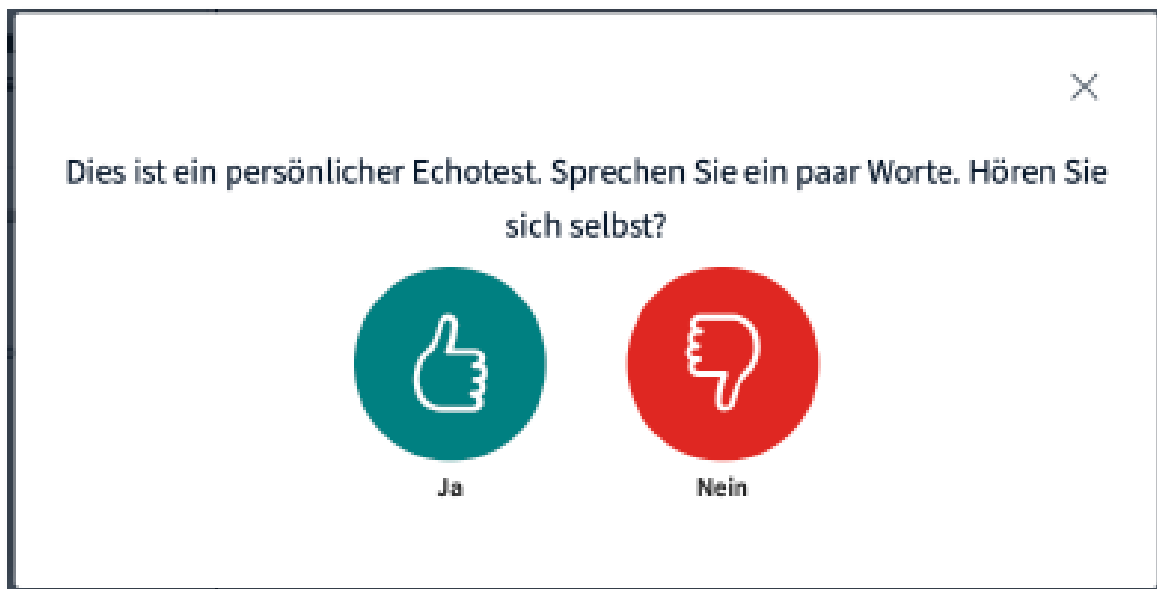 Dies ist ein persönlicher Echotest. Sprechen Sie ein paar Worte. Hören Sie
sich selbst?
Ja
Nein